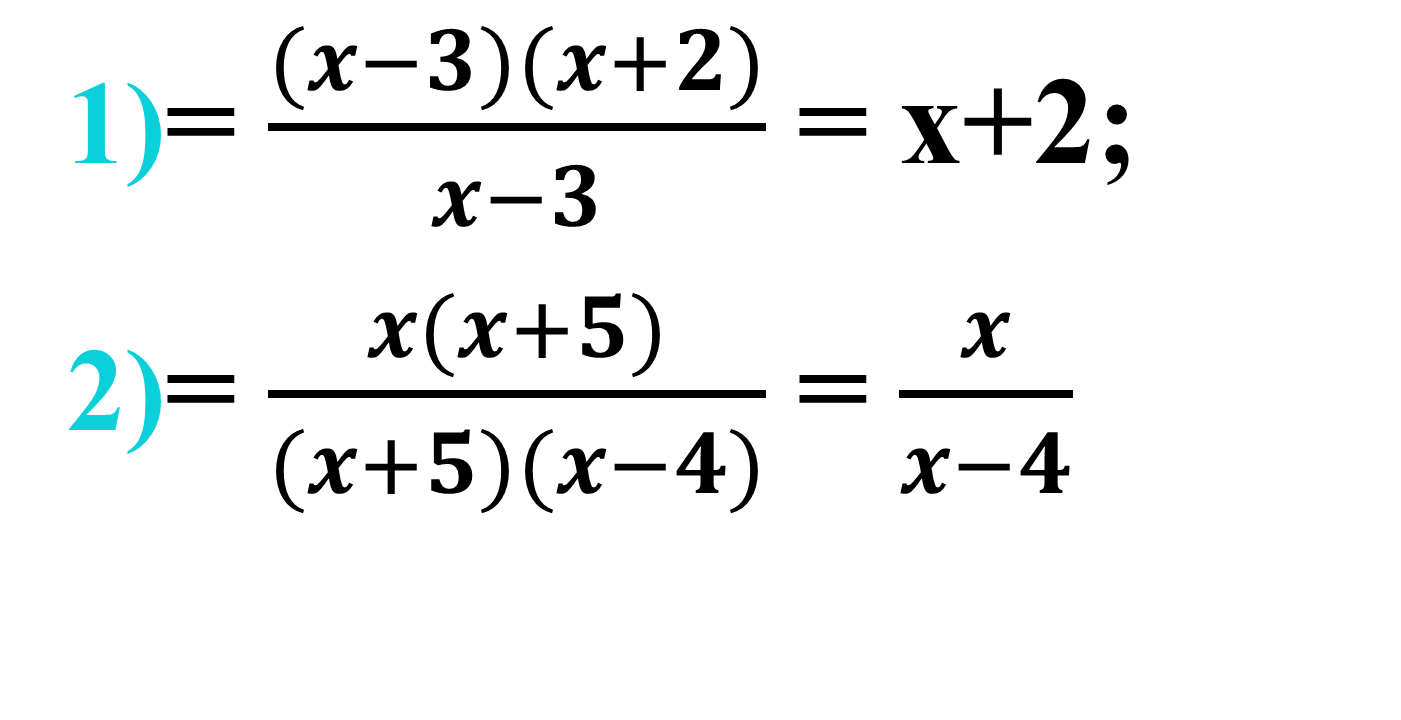 1)= (x−3)(x+2)/x−3 = x+2;
2)= x(x+5)/(x+5)(x−4) = x/x−4